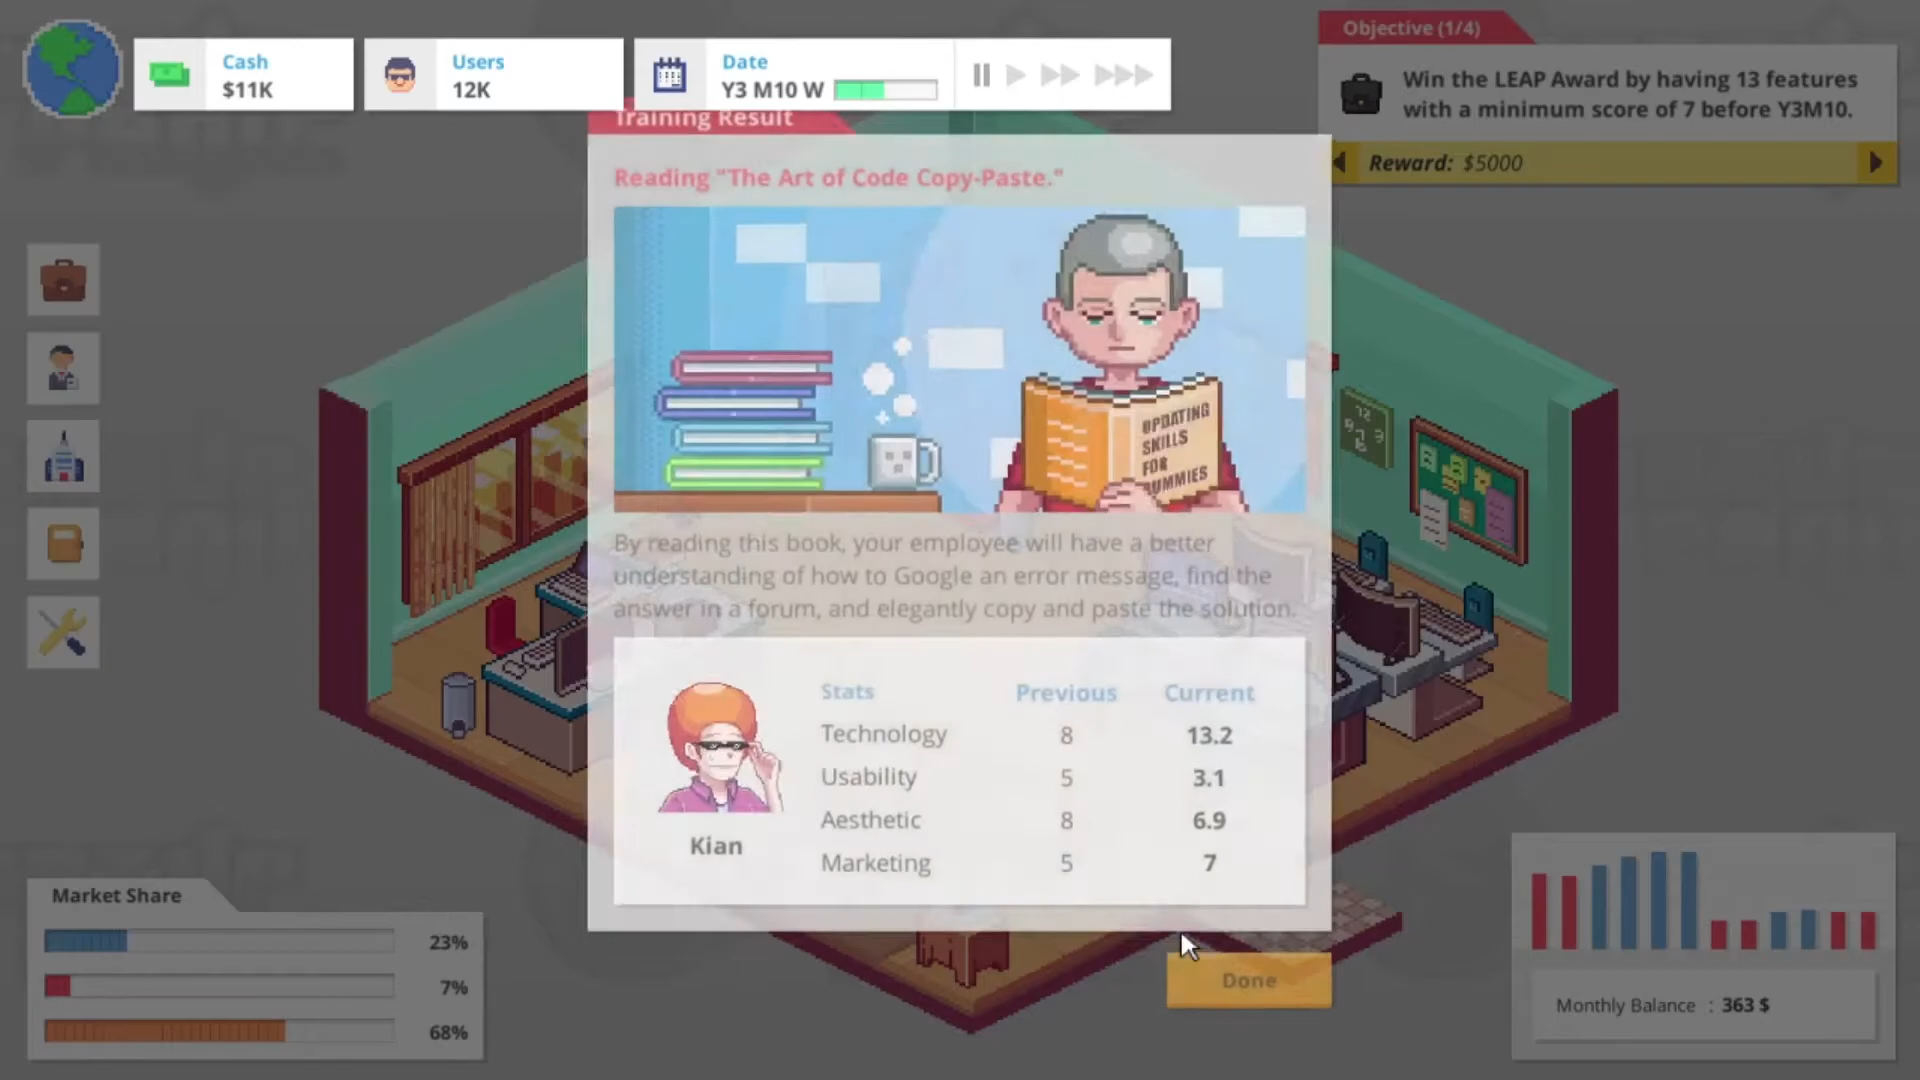 Cash
$11K
Users
12K
Date
Y3 M10 W
Objective (1/4)
Win the LEAP Award by having 13 features
with a minimum score of 7 before Y3M10.
Reward: $5000
Training Result
Reading "The Art of Code Copy-Paste."
UPDATING
SKILLS
FOR
DUMMIES
By reading this book, your employee will have a better
understanding of how to Google an error message, find the
answer in a forum, and elegantly copy and paste the solution.
Stats Previous Current
Technology 8 13.2
Usability 5 3.1
Aesthetic 8 6.9
Marketing 5 7
Kian
Done
Market Share
23%
7%
68%
Monthly Balance : 363 $